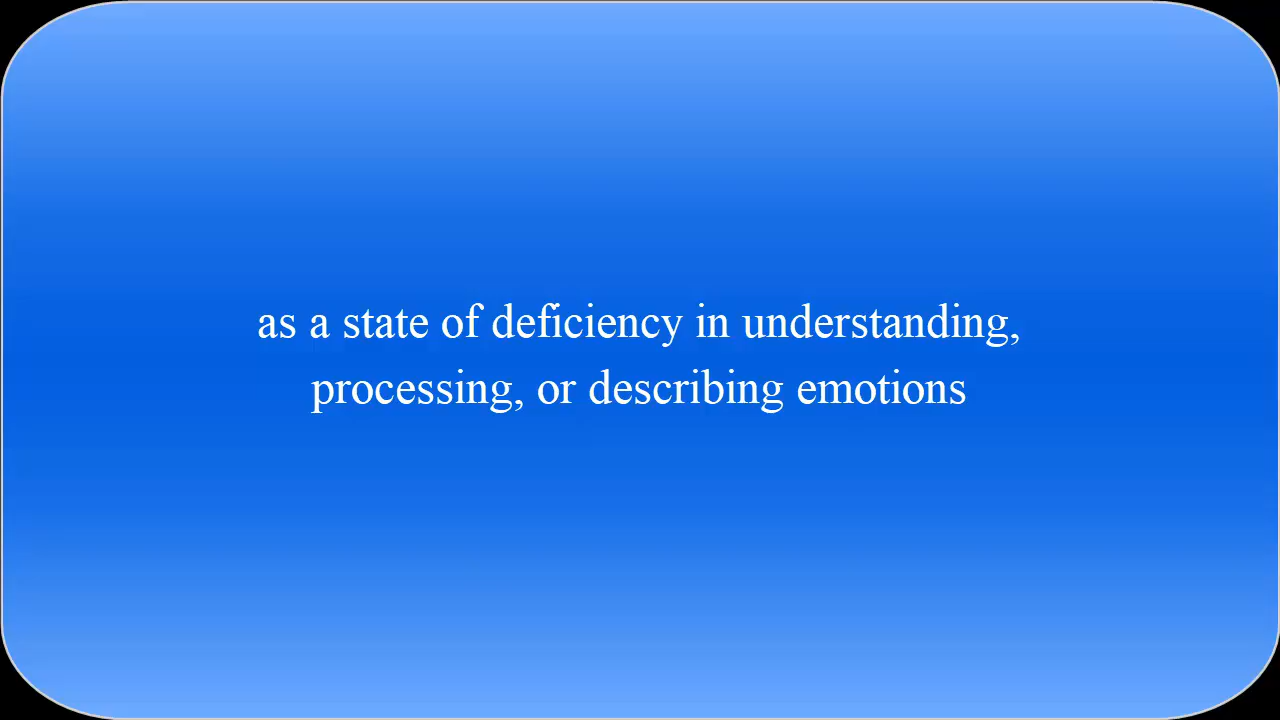 as a state of deficiency in understanding,
processing, or describing emotions